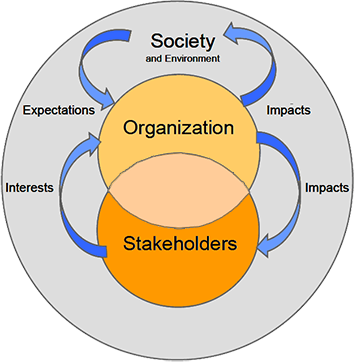 Society
and Environment
Expectations
Impacts
Organization
Interests
Impacts
Stakeholders